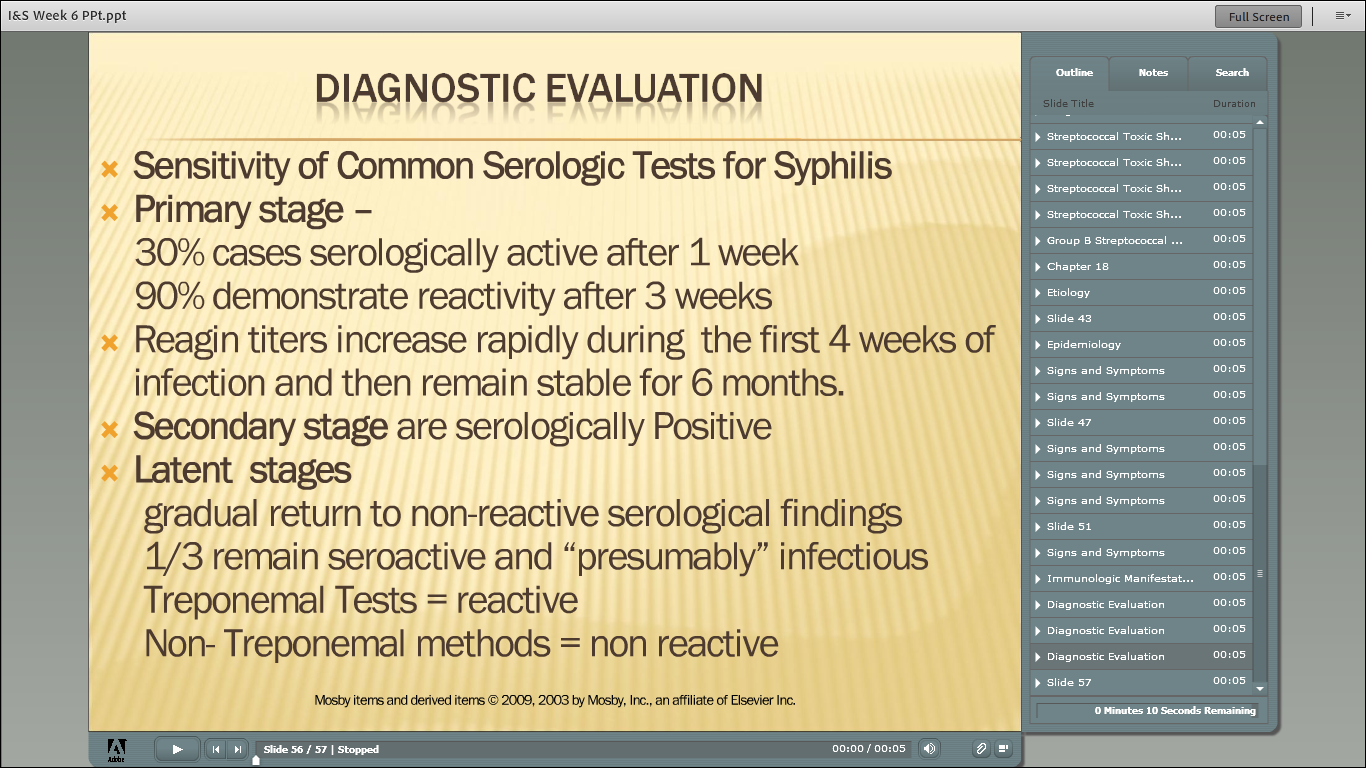 I&S Week 6 PPt.ppt
Full Screen
DIAGNOSTIC EVALUATION
Sensitivity of Common Serologic Tests for Syphilis
Primary stage –
30% cases serologically active after 1 week
90% demonstrate reactivity after 3 weeks
Reagin titers increase rapidly during the first 4 weeks of
infection and then remain stable for 6 months.
Secondary stage are serologically Positive
Latent stages
gradual return to non-reactive serological findings
1/3 remain seroactive and “presumably” infectious
Treponemal Tests = reactive
Non- Treponemal methods = non reactive
Mosby items and derived items © 2009, 2003 by Mosby, Inc., an affiliate of Elsevier Inc.
Outline Notes Search
Slide Title Duration
Streptococcal Toxic Sh... 00:05
Streptococcal Toxic Sh... 00:05
Streptococcal Toxic Sh... 00:05
Streptococcal Toxic Sh... 00:05
Group B Streptococcal ... 00:05
Chapter 18 00:05
Etiology 00:05
Slide 43 00:05
Epidemiology 00:05
Signs and Symptoms 00:05
Signs and Symptoms 00:05
Slide 47 00:05
Signs and Symptoms 00:05
Signs and Symptoms 00:05
Signs and Symptoms 00:05
Slide 51 00:05
Signs and Symptoms 00:05
Immunologic Manifestat... 00:05
Diagnostic Evaluation 00:05
Diagnostic Evaluation 00:05
Diagnostic Evaluation 00:05
Slide 57 00:05
0 Minutes 10 Seconds Remaining
Adobe
Slide 56 / 57 | Stopped 00:00 / 00:05